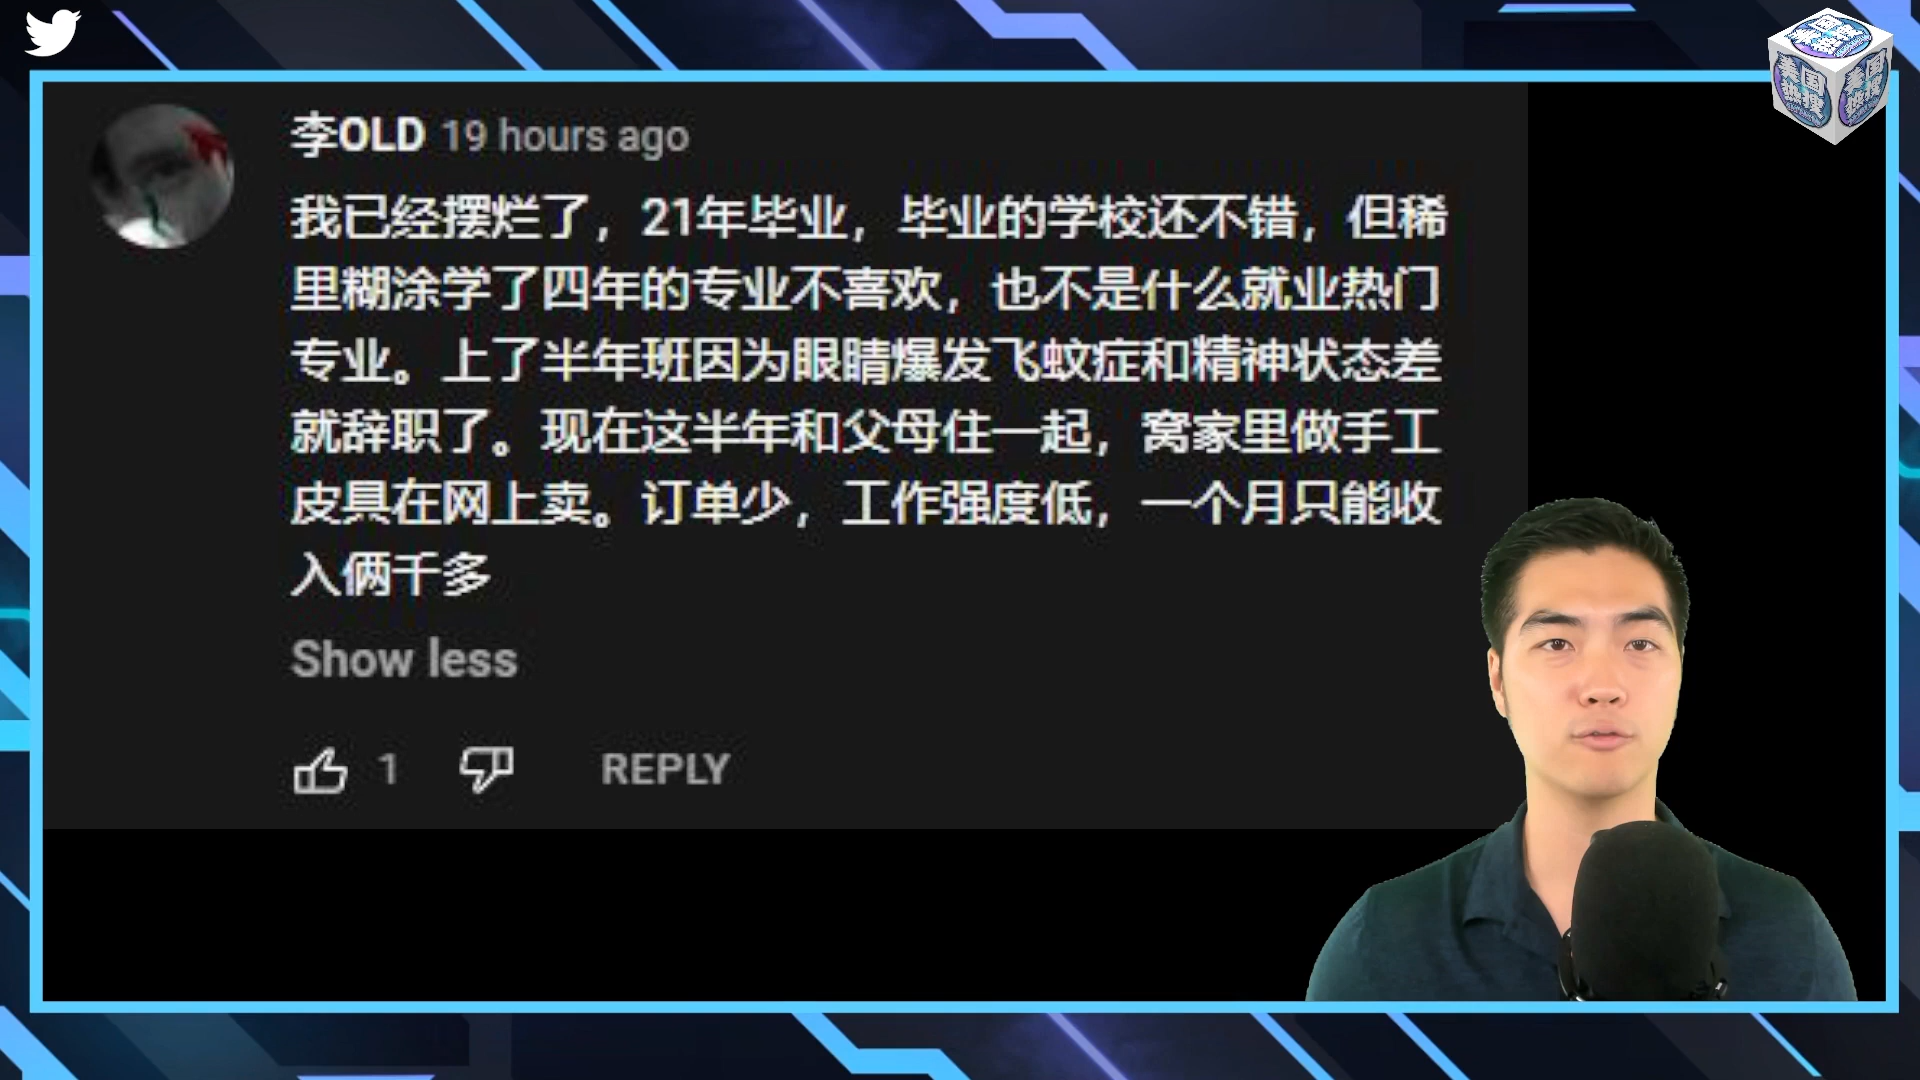 李OLD 19 hours ago
我已经摆烂了，21年毕业，毕业的学校还不错，但稀
里糊涂学了四年的专业不喜欢，也不是什么就业热门
专业。上了半年班因为眼睛爆发飞蚊症和精神状态差
就辞职了。现在这半年和父母住一起，窝家里做手工
皮具在网上卖。订单少，工作强度低，一个月只能收
入俩千多
Show less
1 REPLY